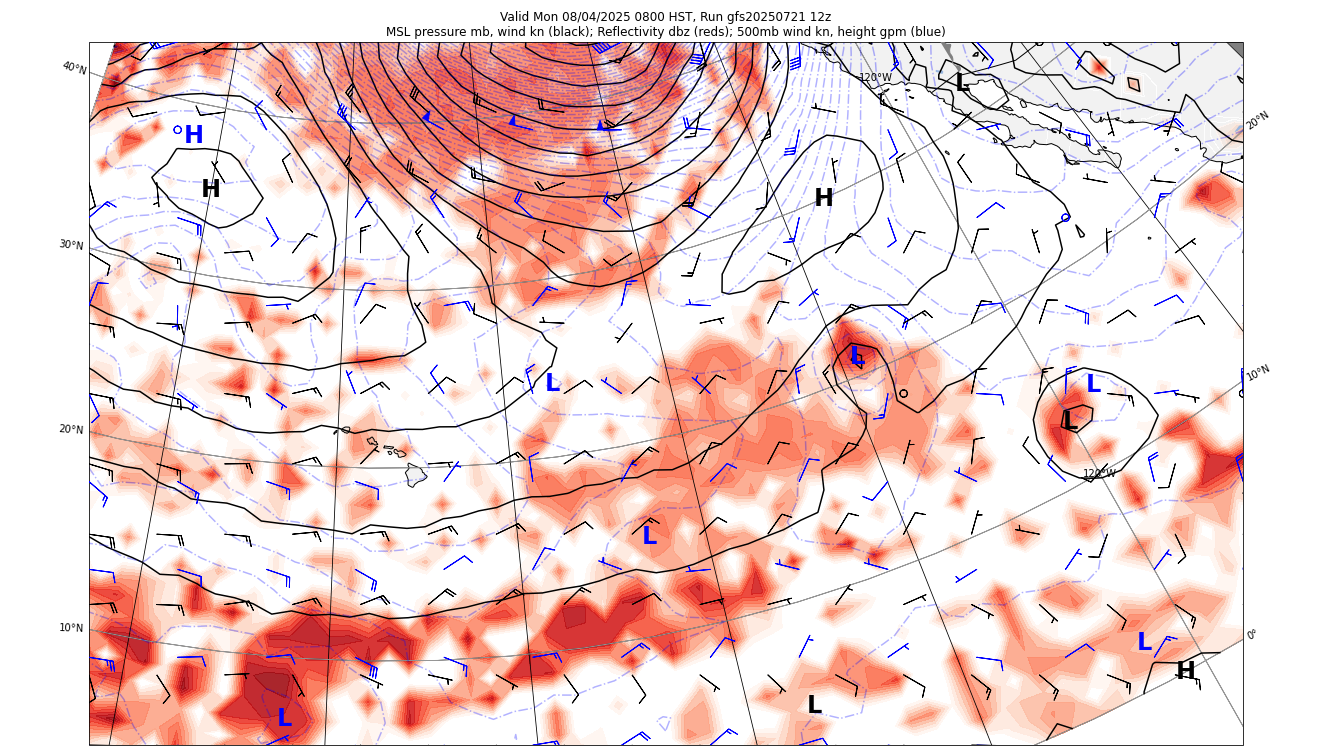 Valid Mon 08/04/2025 0800 HST, Run gfs20250721 12z
MSL pressure mb, wind kn (black); Reflectivity dbz (reds); 500mb wind kn, height gpm (blue)
40°N
120°W
L
20°N
H
H
H
30°N
L
10°N
L
L
L
20°N
120°W
L
10°N
0°
L
H
L
L